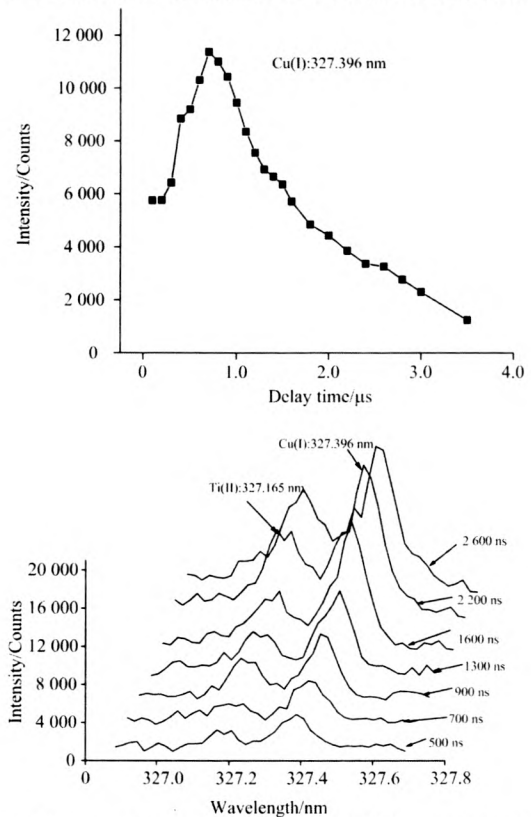 12 000
10 000
8 000
6 000
4 000
2 000
0
Intensity/Counts
Cu(I):327.396 nm
0
1.0
2.0
3.0
4.0
Delay time/μs
Cu(I):327.396 nm
Ti(II):327.165 nm
20 000
16 000
12 000
8 000
4 000
0
Intensity/Counts
2 600 ns
2 200 ns
1600 ns
1300 ns
900 ns
700 ns
500 ns
0
327.0
327.2
327.4
327.6
327.8
Wavelength/nm